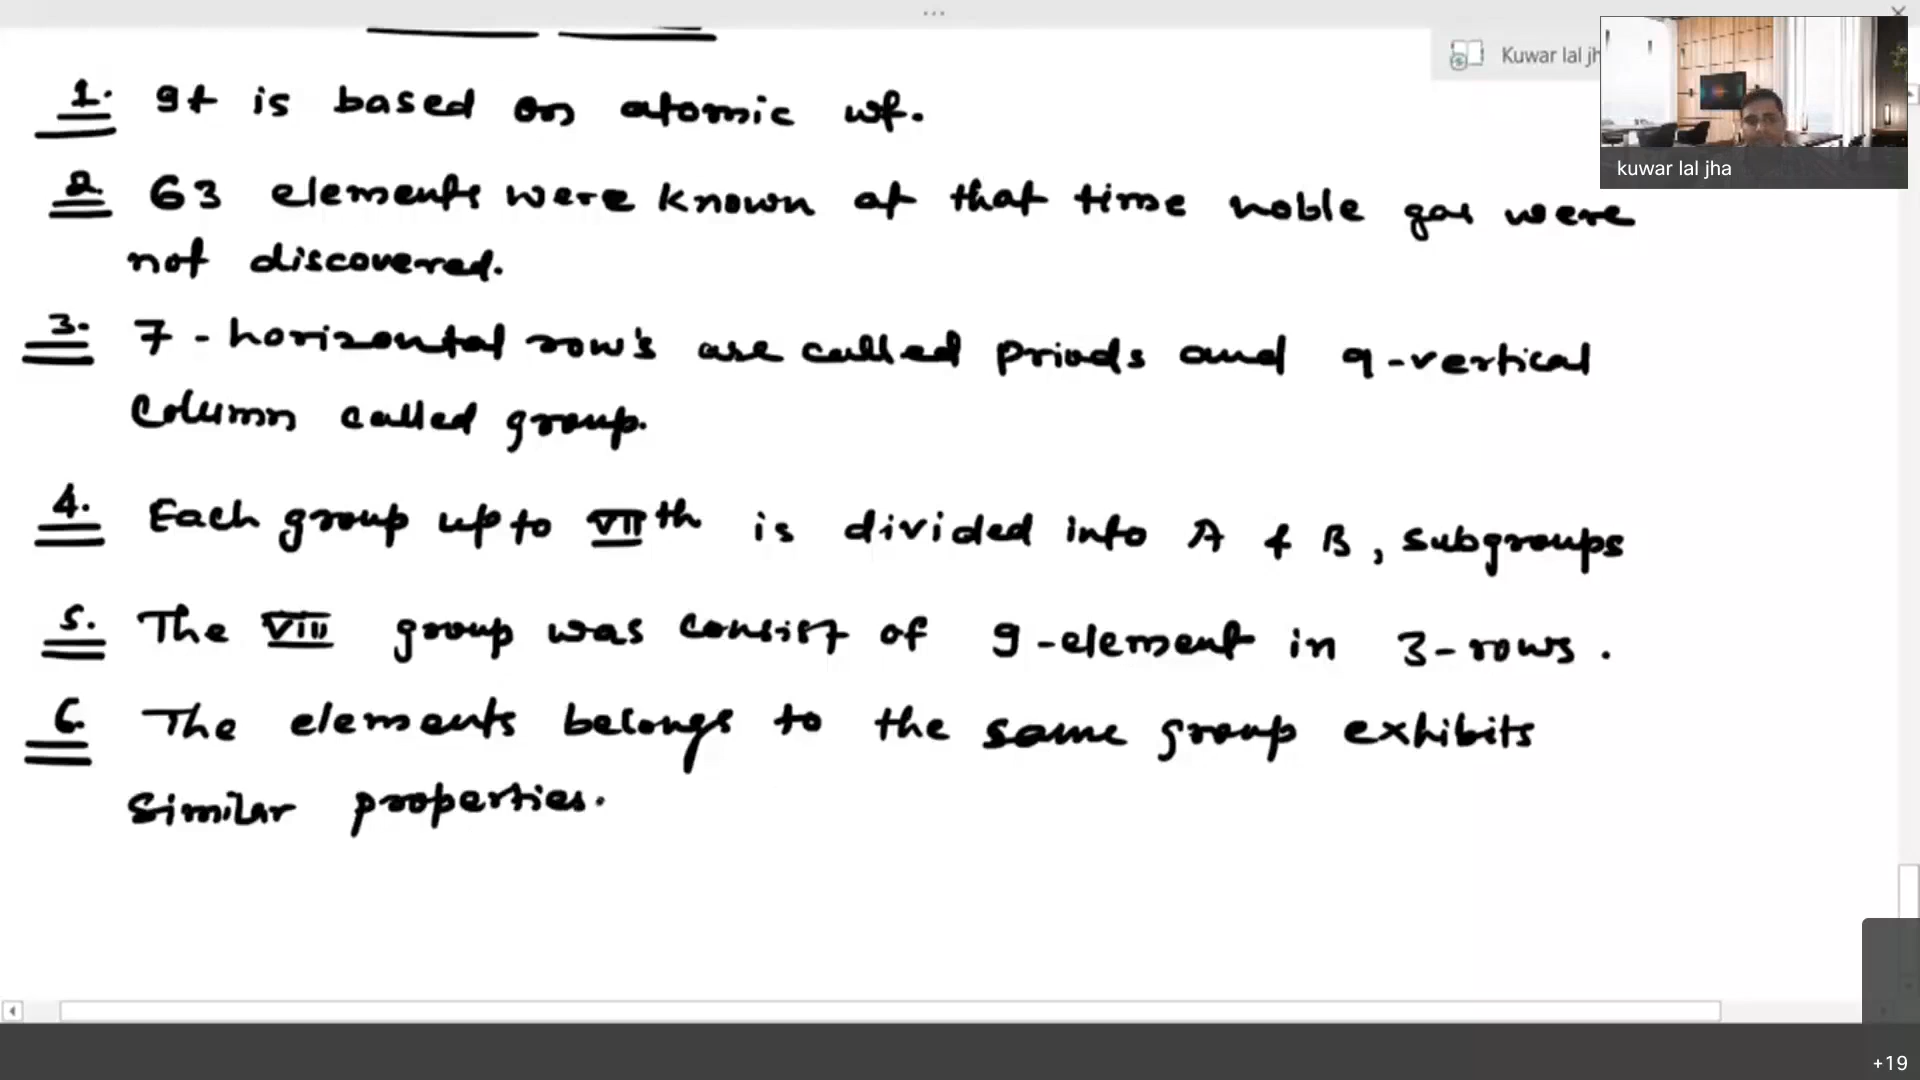 Kuwar lal jh
kuwar lal jha
1. It is based on atomic wt.
2. 63 elements were known at that time noble gas were
not discovered.
3. 7 - horizontal row's are called priods and 9 - vertical
Column called group.
4. Each group up to VIIth is divided into A & B, subgroups
5. The VIII group was consist of 9 - element in 3 - rows.
6. The elements belongs to the same group exhibits
Similar properties.
+19